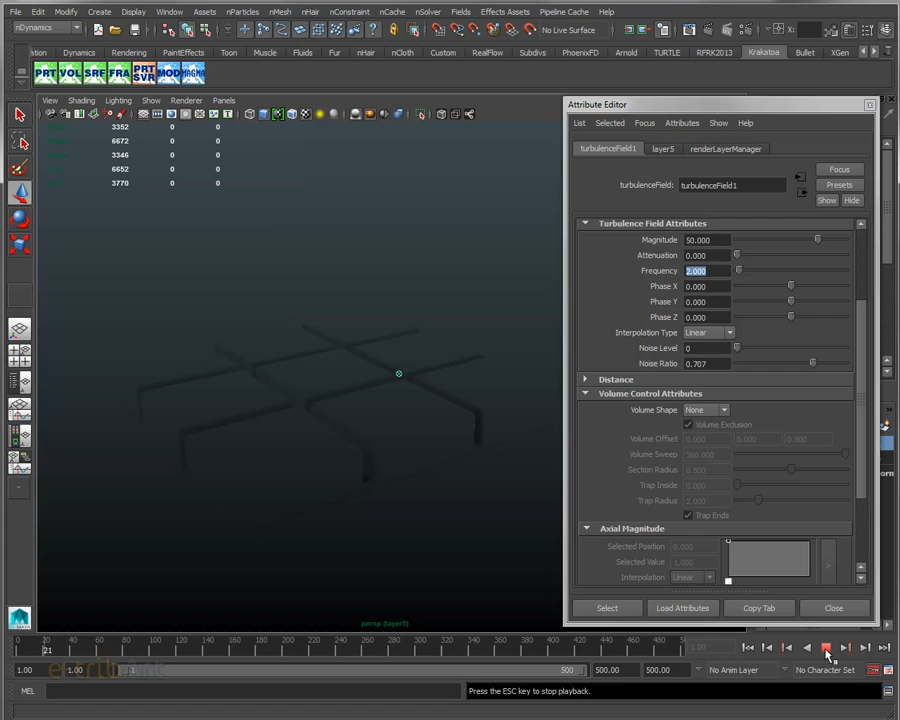 File Edit Modify Create Display Window Assets nParticles nMesh nHair nConstraint nCache nSolver Fields Effects Assets Pipeline Cache
nDynamics
No Live Surface
Dynamics Rendering PaintEffects Toon Muscle Fluids Fur nHair nCloth Custom RealFlow Subdivs PhoenixFD Arnold TURTLE RFRK2013 Krakatoa Bullet XGen
PRT VOL SRF FRA PRT SVR MOD MAGMA
View Shading Lighting Show Renderer Panels
Attribute Editor
3352 0 0
6672 0 0
3346 0 0
6652 0 0
3770 0 0
List Selected Focus Attributes Show Help
turbulenceField1 layer5 renderLayerManager
Focus
turbulenceField: turbulenceField1
Presets
Show Hide
Turbulence Field Attributes
Magnitude 50.000
Attenuation 0.000
Frequency 2.000
Phase X 0.000
Phase Y 0.000
Phase Z 0.000
Interpolation Type Linear
Noise Level 0
Noise Ratio 0.707
Distance
Volume Control Attributes
Volume Shape None
Volume Exclusion
Volume Offset 0.000 0.000 0.000
Volume Sweep 360.000
Section Radius 0.500
Trap Inside 0.000
Trap Radius 2.000
Trap Ends
Axial Magnitude
Selected Position 0.000
Selected Value 1.000
Interpolation Linear
Select Load Attributes Copy Tab Close
persp (layer5)
0 20 40 60 80 100 120 140 160 180 200 220 240 260 280 300 320 340 360 380 400 420 440 460 480
21
1.00
1.00 1.00 500 500.00 500.00 No Anim Layer No Character Set
MEL
Press the ESC key to stop playback.